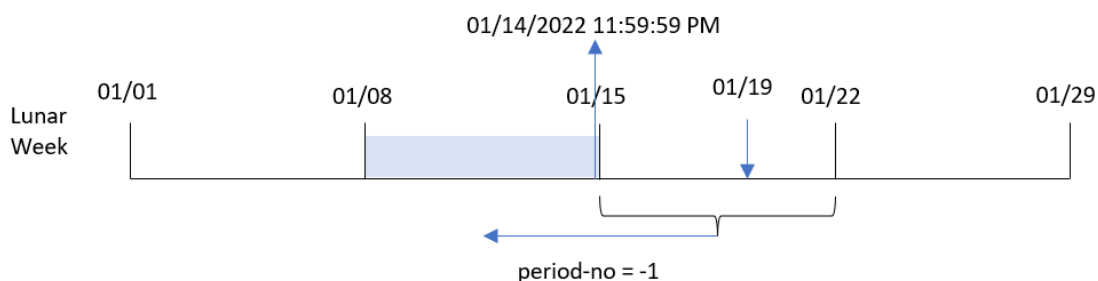 01/14/2022 11:59:59 PM
01/01
01/08
01/15
01/19
01/22
01/29
Lunar
Week
period-no = -1